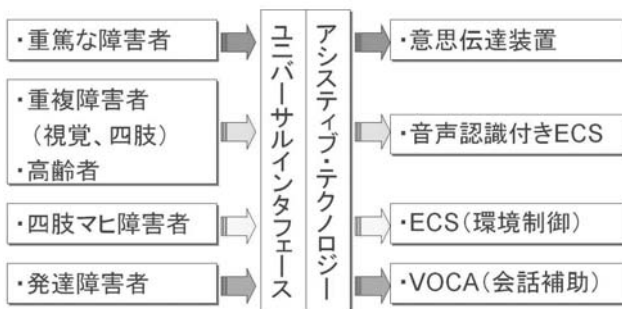 ・重篤な障害者
・重複障害者
（視覚、四肢）
・高齢者
・四肢マヒ障害者
・発達障害者
ユニバーサルインタフェース
アシスティブ・テクノロジー
・意思伝達装置
・音声認識付きECS
・ECS（環境制御）
・VOCA（会話補助）